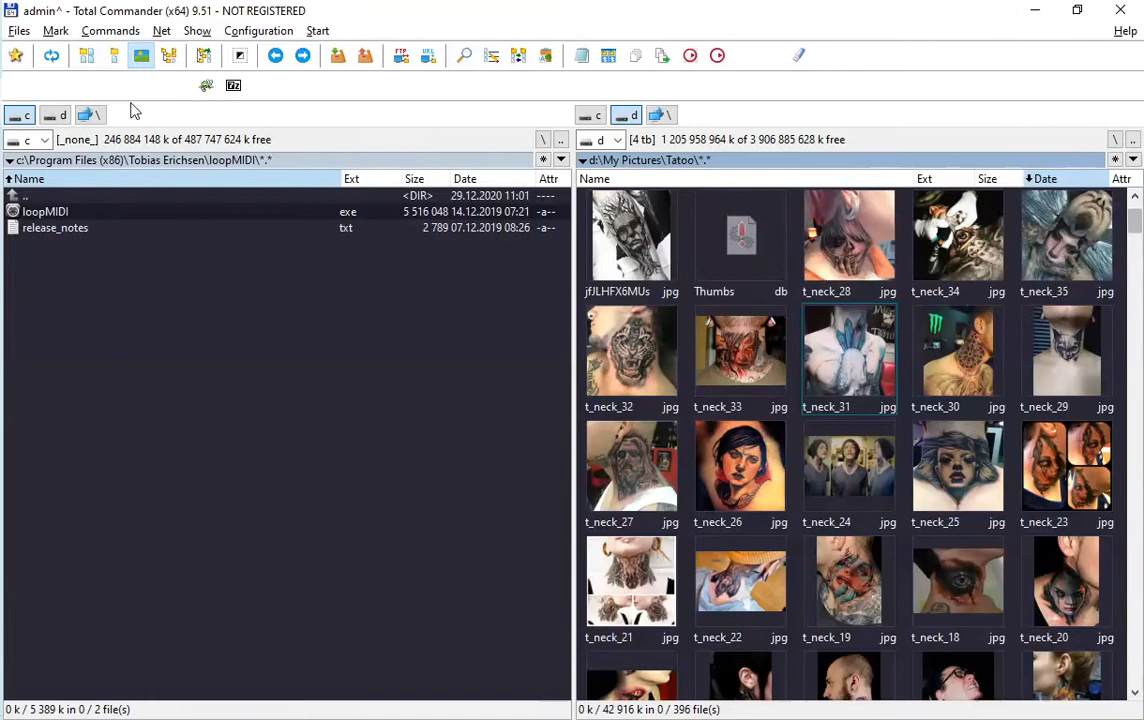 admin^ - Total Commander (x64) 9.51 - NOT REGISTERED
Files Mark Commands Net Show Configuration Start Help
FTP URL
7z
c d \ c d \
c [_none_] 246 884 148 k of 487 747 624 k free \ .. d [4 tb] 1 205 958 964 k of 3 906 885 628 k free \ ..
c:\Program Files (x86)\Tobias Erichsen\loopMIDI\*.* * d:\My Pictures\Tatoo\*.* *
Name Ext Size Date Attr Name Ext Size Date Attr
.. <DIR> 29.12.2020 11:01 ----
loopMIDI exe 5 516 048 14.12.2019 07:21 -a--
release_notes txt 2 789 07.12.2019 08:26 -a--
jfJLHFX6MUs jpg Thumbs db t_neck_28 jpg t_neck_34 jpg t_neck_35 jpg
t_neck_32 jpg t_neck_33 jpg t_neck_31 jpg t_neck_30 jpg t_neck_29 jpg
t_neck_27 jpg t_neck_26 jpg t_neck_24 jpg t_neck_25 jpg t_neck_23 jpg
t_neck_21 jpg t_neck_22 jpg t_neck_19 jpg t_neck_18 jpg t_neck_20 jpg
0 k / 5 389 k in 0 / 2 file(s) 0 k / 42 916 k in 0 / 396 file(s)